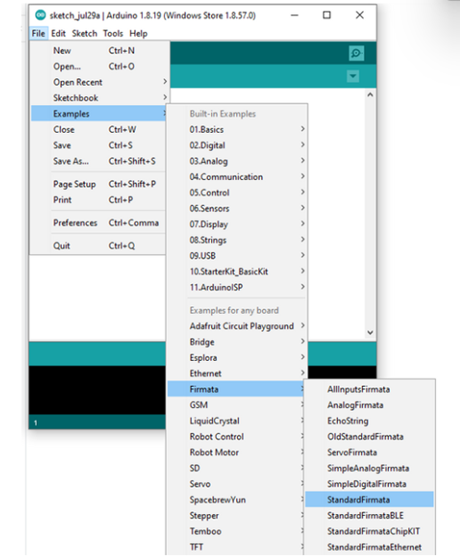 sketch_jul29a | Arduino 1.8.19 (Windows Store 1.8.57.0)
File Edit Sketch Tools Help
New Ctrl+N
Open... Ctrl+O
Open Recent
Sketchbook
Examples
Close Ctrl+W
Save Ctrl+S
Save As... Ctrl+Shift+S
Page Setup Ctrl+Shift+P
Print Ctrl+P
Preferences Ctrl+Comma
Quit Ctrl+Q
Built-in Examples
01.Basics
02.Digital
03.Analog
04.Communication
05.Control
06.Sensors
07.Display
08.Strings
09.USB
10.StarterKit_BasicKit
11.ArduinoISP
Examples for any board
Adafruit Circuit Playground
Bridge
Esplora
Ethernet
Firmata
GSM
LiquidCrystal
Robot Control
Robot Motor
SD
Servo
SpacebrewYun
Stepper
Temboo
TFT
AllInputsFirmata
AnalogFirmata
EchoString
OldStandardFirmata
ServoFirmata
SimpleAnalogFirmata
SimpleDigitalFirmata
StandardFirmata
StandardFirmataBLE
StandardFirmataChipKIT
StandardFirmataEthernet
1